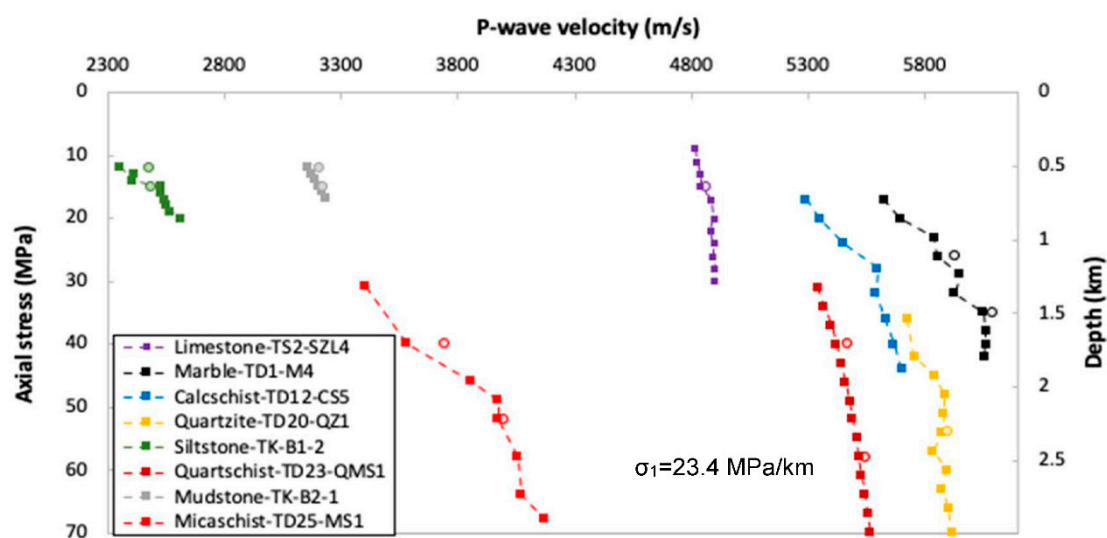 P-wave velocity (m/s)
2300 2800 3300 3800 4300 4800 5300 5800
0 0
10
0.5
20
1
30
1.5
40
2
50
2.5
60
70
Axial stress (MPa)
Depth (km)
Limestone-TS2-SZL4
Marble-TD1-M4
Calcschist-TD12-CS5
Quartzite-TD20-QZ1
Siltstone-TK-B1-2
Quartschist-TD23-QMS1
Mudstone-TK-B2-1
Micaschist-TD25-MS1
σ₁=23.4 MPa/km